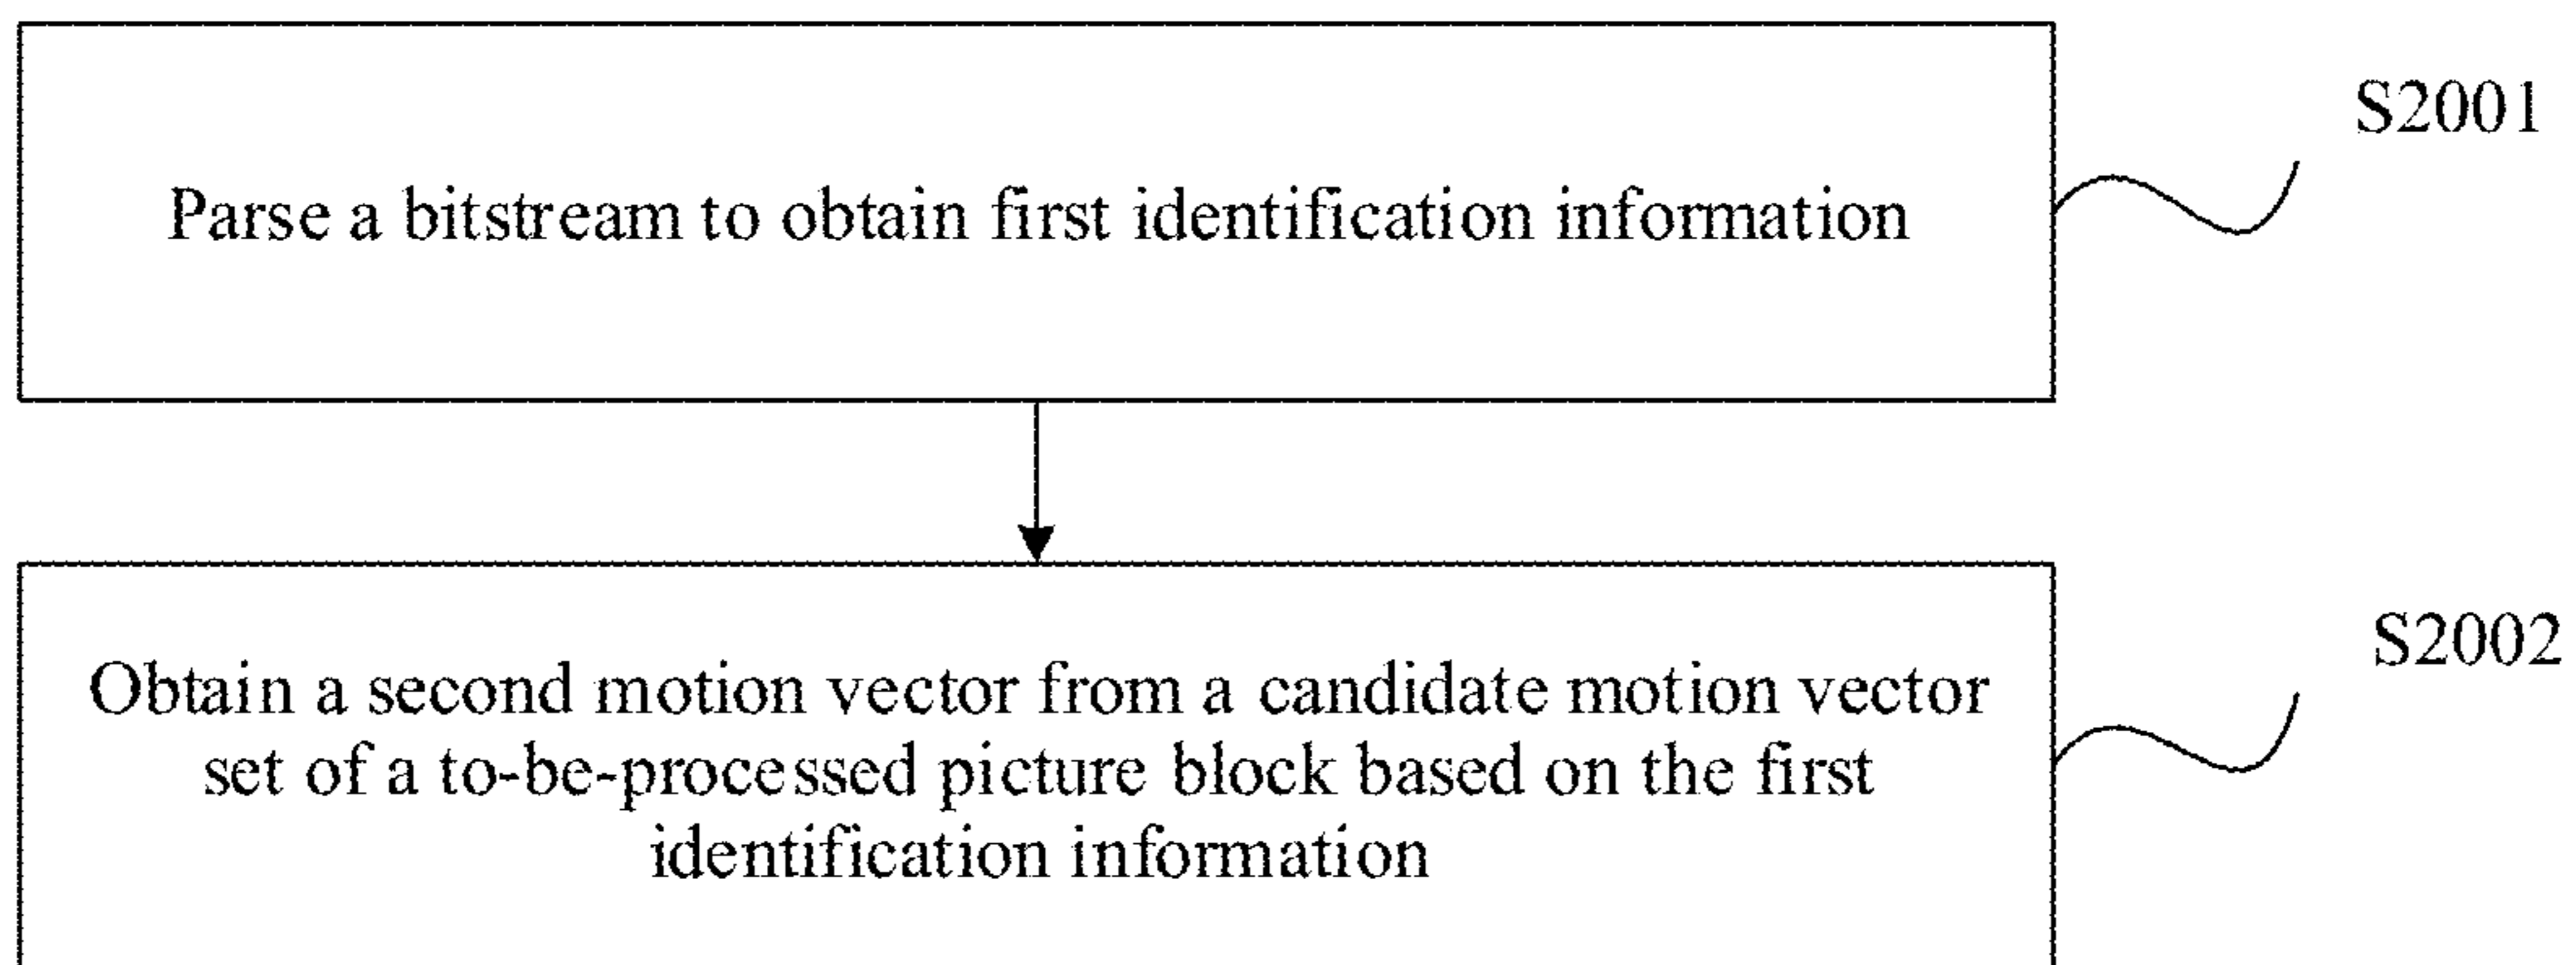 S2001
Parse a bitstream to obtain first identification information
S2002
Obtain a second motion vector from a candidate motion vector
set of a to-be-processed picture block based on the first
identification information